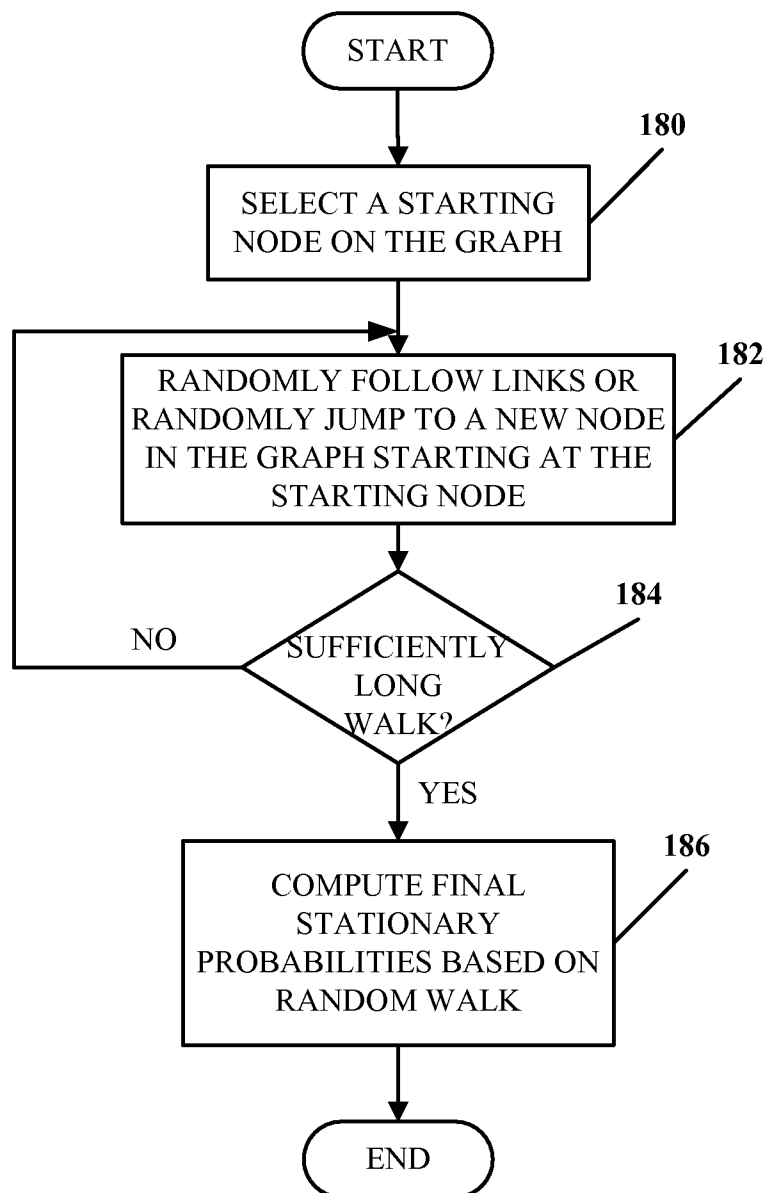 START
180
SELECT A STARTING
NODE ON THE GRAPH
182
RANDOMLY FOLLOW LINKS OR
RANDOMLY JUMP TO A NEW NODE
IN THE GRAPH STARTING AT THE
STARTING NODE
184
NO
SUFFICIENTLY
LONG
WALK?
YES
186
COMPUTE FINAL
STATIONARY
PROBABILITIES BASED ON
RANDOM WALK
END